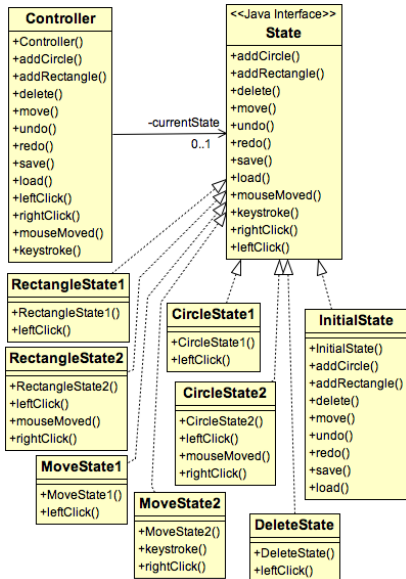 Controller
+Controller()
+addCircle()
+addRectangle()
+delete()
+move()
+undo()
+redo()
+save()
+load()
+leftClick()
+rightClick()
+mouseMoved()
+keystroke()
-currentState
0..1
<<Java Interface>>
State
+addCircle()
+addRectangle()
+delete()
+move()
+undo()
+redo()
+save()
+load()
+mouseMoved()
+keystroke()
+rightClick()
+leftClick()
RectangleState1
+RectangleState1()
+leftClick()
RectangleState2
+RectangleState2()
+leftClick()
+mouseMoved()
+rightClick()
MoveState1
+MoveState1()
+leftClick()
MoveState2
+MoveState2()
+keystroke()
+rightClick()
CircleState1
+CircleState1()
+leftClick()
CircleState2
+CircleState2()
+leftClick()
+mouseMoved()
+rightClick()
InitialState
+InitialState()
+addCircle()
+addRectangle()
+delete()
+move()
+undo()
+redo()
+save()
+load()
DeleteState
+DeleteState()
+leftClick()